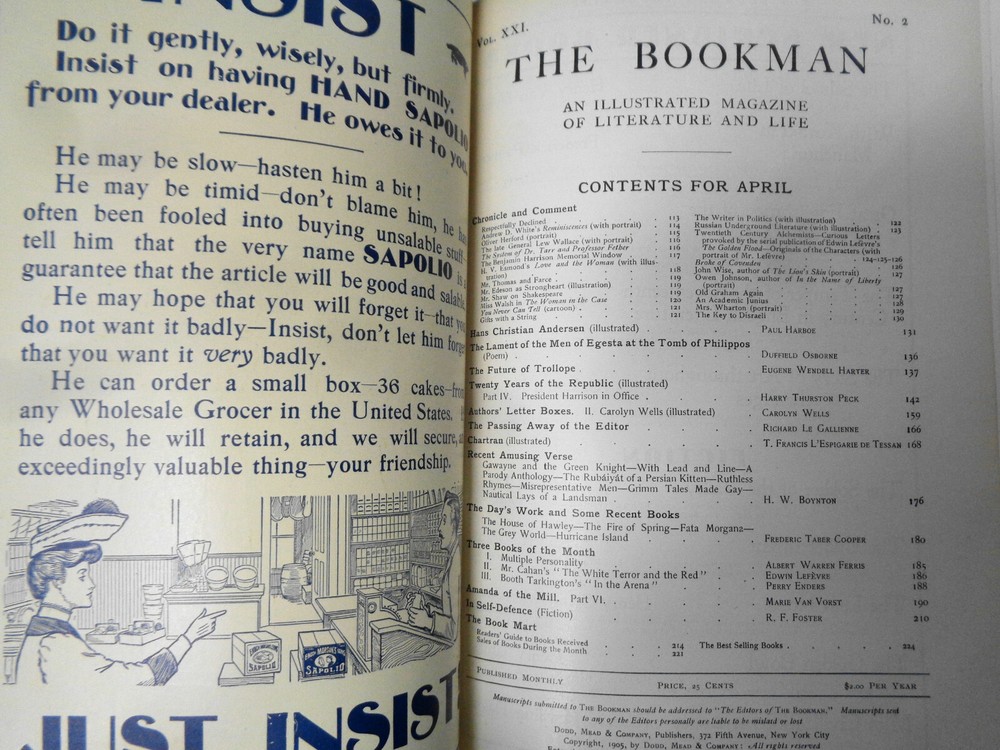 INSIST
Do it gently, wisely, but firmly.
Insist on having HAND SAPOLIO
from your dealer. He owes it to you.
He may be slow—hasten him a bit!
He may be timid—don't blame him, he has
often been fooled into buying unsalable stuff—
tell him that the very name SAPOLIO is a
guarantee that the article will be good and salable.
He may hope that you will forget it—that you
do not want it badly—Insist, don't let him forget
that you want it very badly.
He can order a small box—36 cakes—from
any Wholesale Grocer in the United States.
he does, he will retain, and we will secure,
exceedingly valuable thing—your friendship.
SAPOLIO
ENOCH MORGAN'S SONS
SAPOLIO
JUST INSIST
VOL. XXI.
No. 2
THE BOOKMAN
AN ILLUSTRATED MAGAZINE
OF LITERATURE AND LIFE
CONTENTS FOR APRIL
Chronicle and Comment
Respectfully Declined . . . 113
Andrew D. White's Reminiscences (with portrait) . 114
Oliver Herford (portrait) . . . 115
The late General Lew Wallace (with portrait) . 116
The System of Dr. Tarr and Professor Fether . 116
The Benjamin Harrison Memorial Window . 117
H. V. Esmond's Love and the Woman (with illus-
tration) . . . 118
Mr. Thomas and Farce . . . 119
Mr. Edeson as Strongheart (illustration) . 119
Mr. Shaw on Shakespeare . . . 119
Miss Walsh in The Woman in the Case . 120
You Never Can Tell (cartoon) . . . 121
Gifts with a String . . . 121
The Writer in Politics (with illustration) . 122
Russian Underground Literature (with illustration) . 123
Twentieth Century Alchemists—Curious Letters
provoked by the serial publication of Edwin Lefèvre's
The Golden Flood—Originals of the Characters (with
portrait of Mr. Lefèvre) . . 124-125-126
Broke of Covenden . . . 126
John Wise, author of The Lion's Skin (portrait) . 127
Owen Johnson, author of In the Name of Liberty
(portrait) . . . 127
Old Graham Again . . . 127
An Academic Junius . . . 128
Mrs. Wharton (portrait) . . . 129
The Key to Disraeli . . . 130
Hans Christian Andersen (illustrated) . PAUL HARBOE 131
The Lament of the Men of Egesta at the Tomb of Philippos
(Poem) . . . DUFFIELD OSBORNE 136
The Future of Trollope . . . EUGENE WENDELL HARTER 137
Twenty Years of the Republic (illustrated)
Part IV. President Harrison in Office . HARRY THURSTON PECK 142
Authors' Letter Boxes. II. Carolyn Wells (illustrated) . CAROLYN WELLS 159
The Passing Away of the Editor . RICHARD LE GALLIENNE 166
Chartran (illustrated) . . . T. FRANCIS L'ESPIGARIE DE TESSAN 168
Recent Amusing Verse
Gawayne and the Green Knight—With Lead and Line—A
Parody Anthology—The Rubáiyát of a Persian Kitten—Ruthless
Rhymes—Misrepresentative Men—Grimm Tales Made Gay—
Nautical Lays of a Landsman . . . H. W. BOYNTON 176
The Day's Work and Some Recent Books
The House of Hawley—The Fire of Spring—Fata Morgana—
The Grey World—Hurricane Island . FREDERIC TABER COOPER 180
Three Books of the Month
I. Multiple Personality . . . ALBERT WARREN FERRIS 185
II. Mr. Cahan's "The White Terror and the Red" . EDWIN LEFÈVRE 186
III. Booth Tarkington's "In the Arena" . PERRY ENDERS 188
Amanda of the Mill. Part VI. . . . MARIE VAN VORST 190
In Self-Defence (Fiction) . . . R. F. FOSTER 210
The Book Mart
Readers' Guide to Books Received . . . 214
Sales of Books During the Month . . . 221
The Best Selling Books . . . 224
PUBLISHED MONTHLY PRICE, 25 CENTS $2.00 PER YEAR
Manuscripts submitted to THE BOOKMAN should be addressed to "The Editors of THE BOOKMAN." Manuscripts sent
to any of the Editors personally are liable to be mislaid or lost
DODD, MEAD & COMPANY, Publishers, 372 Fifth Avenue, New York City
Copyright, 1905, by DODD, MEAD & COMPANY: All rights reserved.